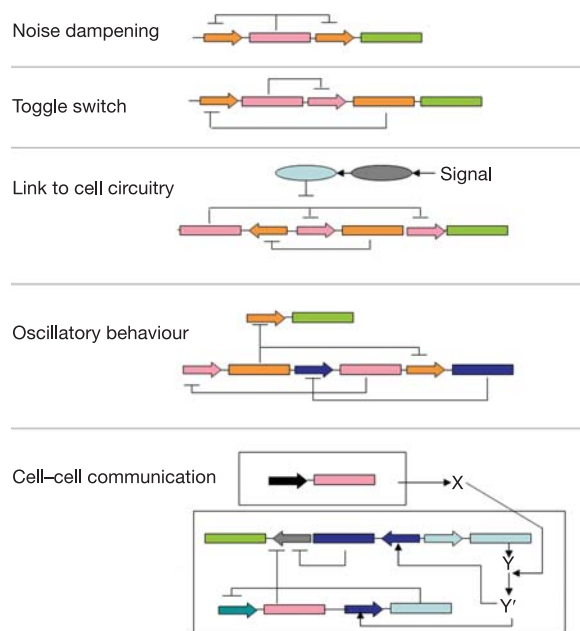 Noise dampening
Toggle switch
Signal
Link to cell circuitry
Oscillatory behaviour
Cell–cell communication
X
Y
Y′